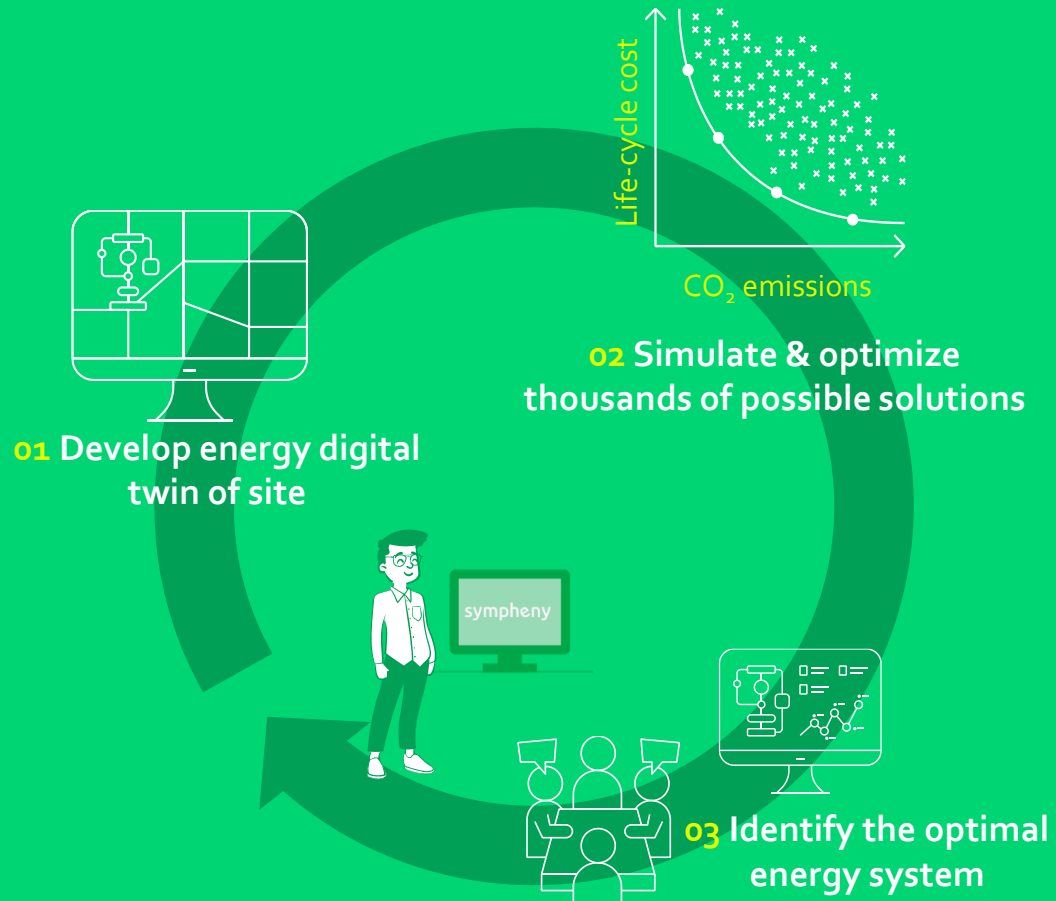 01 Develop energy digital
twin of site
Life-cycle cost
CO₂ emissions
02 Simulate & optimize
thousands of possible solutions
sympheny
03 Identify the optimal
energy system